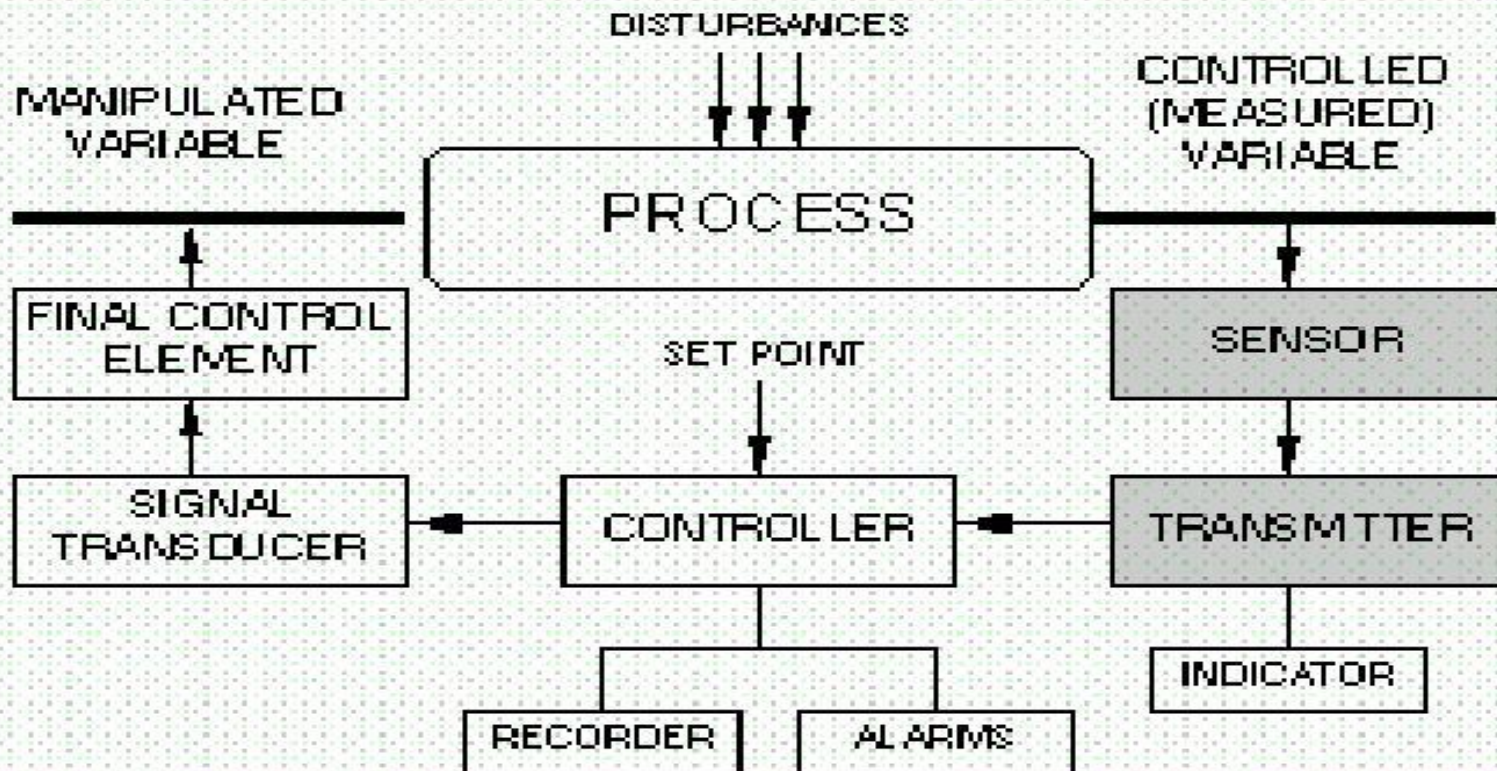 DISTURBANCES
MANIPULATED
VARIABLE
CONTROLLED
(MEASURED)
VARIABLE
PROCESS
FINAL CONTROL
ELEMENT
SET POINT
SENSOR
SIGNAL
TRANSDUCER
CONTROLLER
TRANSMITTER
INDICATOR
RECORDER
ALARMS